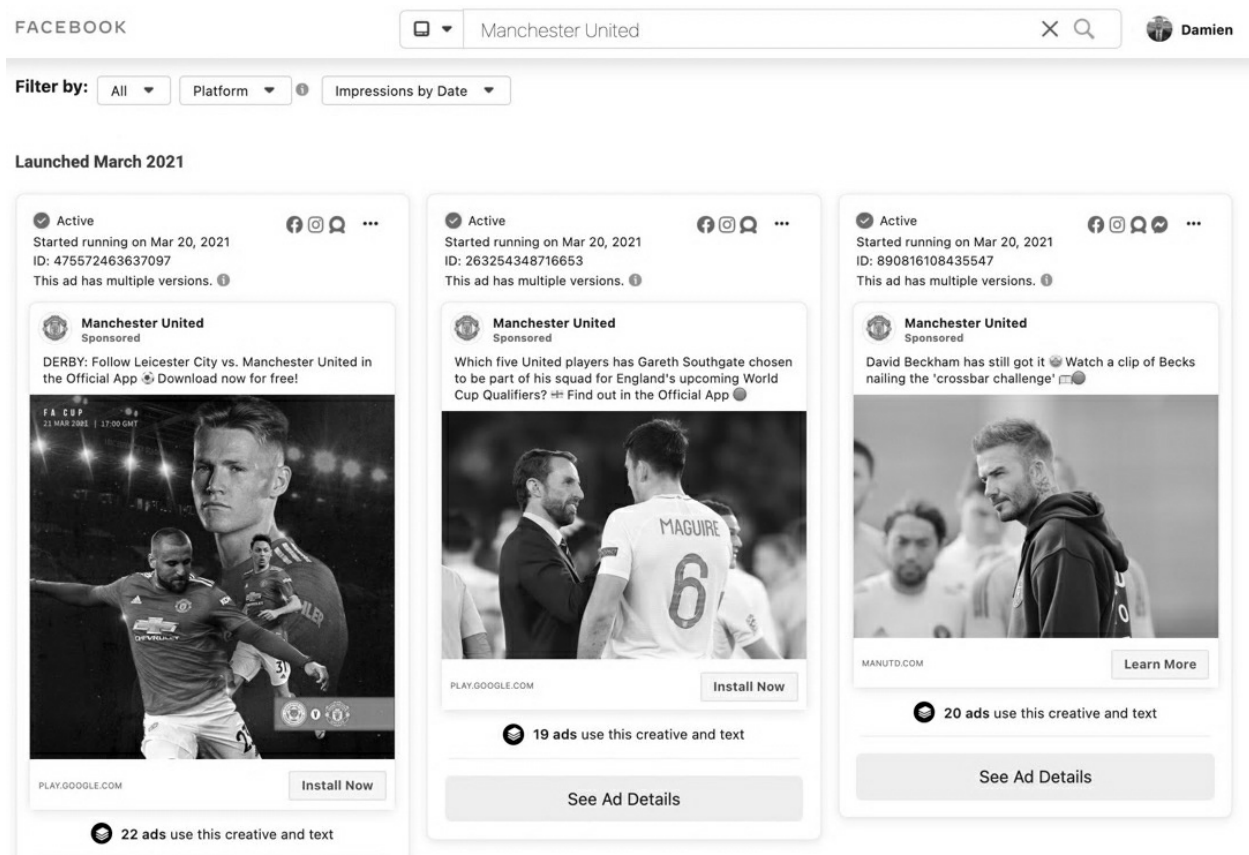 FACEBOOK
Manchester United
Damien
Filter by:
All
Platform
Impressions by Date
Launched March 2021
Active
Started running on Mar 20, 2021
ID: 475572463637097
This ad has multiple versions.
Manchester United
Sponsored
DERBY: Follow Leicester City vs. Manchester United in
the Official App ⚽ Download now for free!
FA CUP
21 MAR 2021 | 17:00 GMT
CHEVROLET
31
V
PLAY.GOOGLE.COM
Install Now
22 ads use this creative and text
Active
Started running on Mar 20, 2021
ID: 263254348716653
This ad has multiple versions.
Manchester United
Sponsored
Which five United players has Gareth Southgate chosen
to be part of his squad for England's upcoming World
Cup Qualifiers? Find out in the Official App
MAGUIRE
6
PLAY.GOOGLE.COM
Install Now
19 ads use this creative and text
See Ad Details
Active
Started running on Mar 20, 2021
ID: 890816108435547
This ad has multiple versions.
Manchester United
Sponsored
David Beckham has still got it Watch a clip of Becks
nailing the 'crossbar challenge'
MANUTD.COM
Learn More
20 ads use this creative and text
See Ad Details